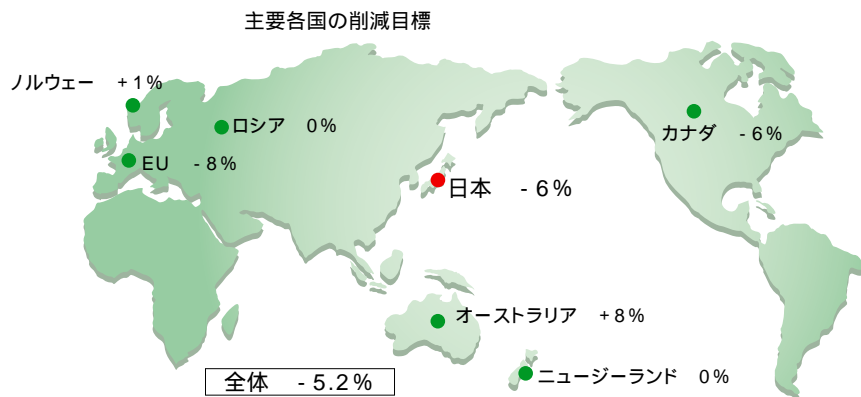 主要各国の削減目標
ノルウェー +1%
ロシア 0%
カナダ -6%
EU -8%
日本 -6%
オーストラリア +8%
ニュージーランド 0%
全体 -5.2%